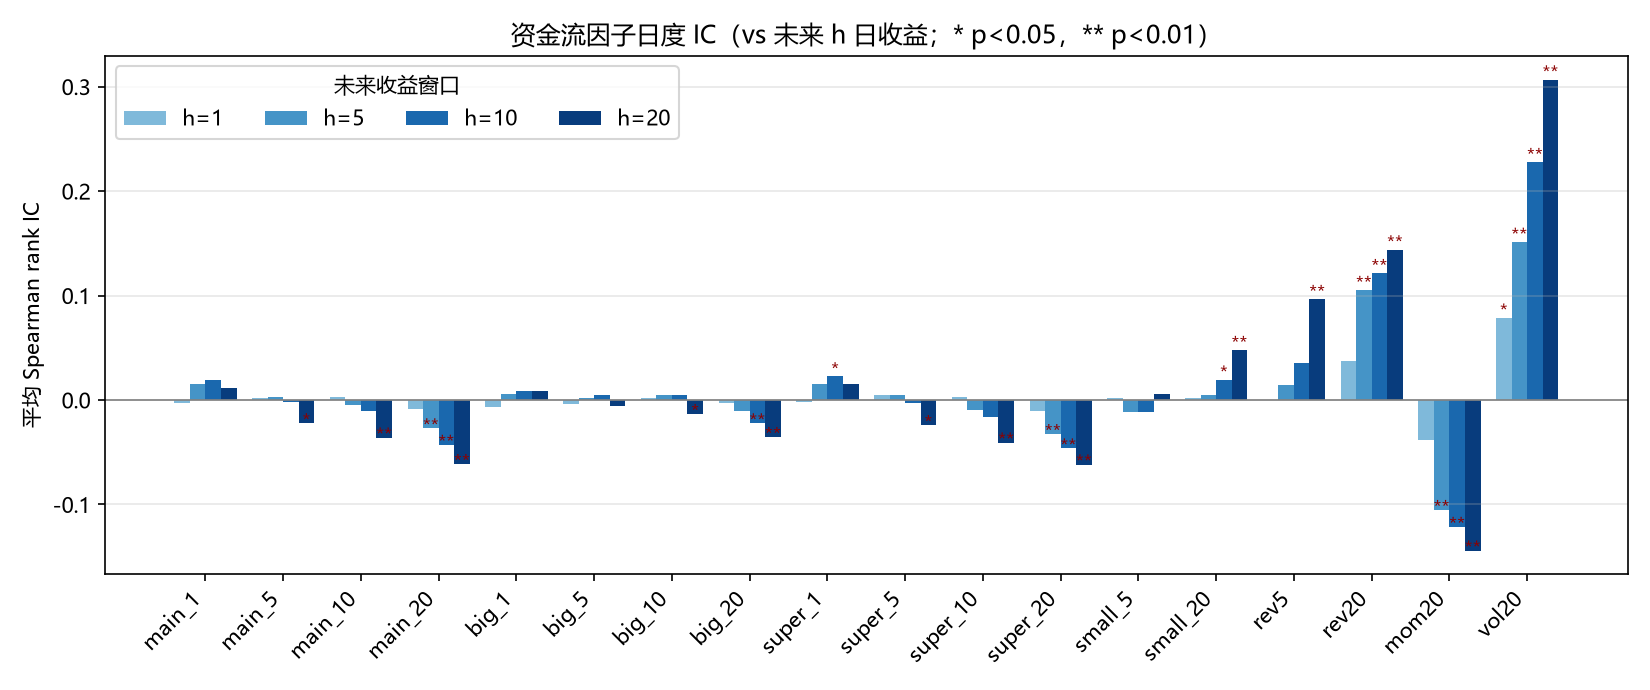 资金流因子日度 IC（vs 未来 h 日收益；* p<0.05，** p<0.01）
未来收益窗口
h=1
h=5
h=10
h=20
平均 Spearman rank IC
0.3
0.2
0.1
0.0
-0.1
*
**
**
**
**
*
**
**
*
*
**
**
**
**
*
**
**
**
**
**
**
**
**
*
**
**
**
main_1
main_5
main_10
main_20
big_1
big_5
big_10
big_20
super_1
super_5
super_10
super_20
small_5
small_20
rev5
rev20
mom20
vol20